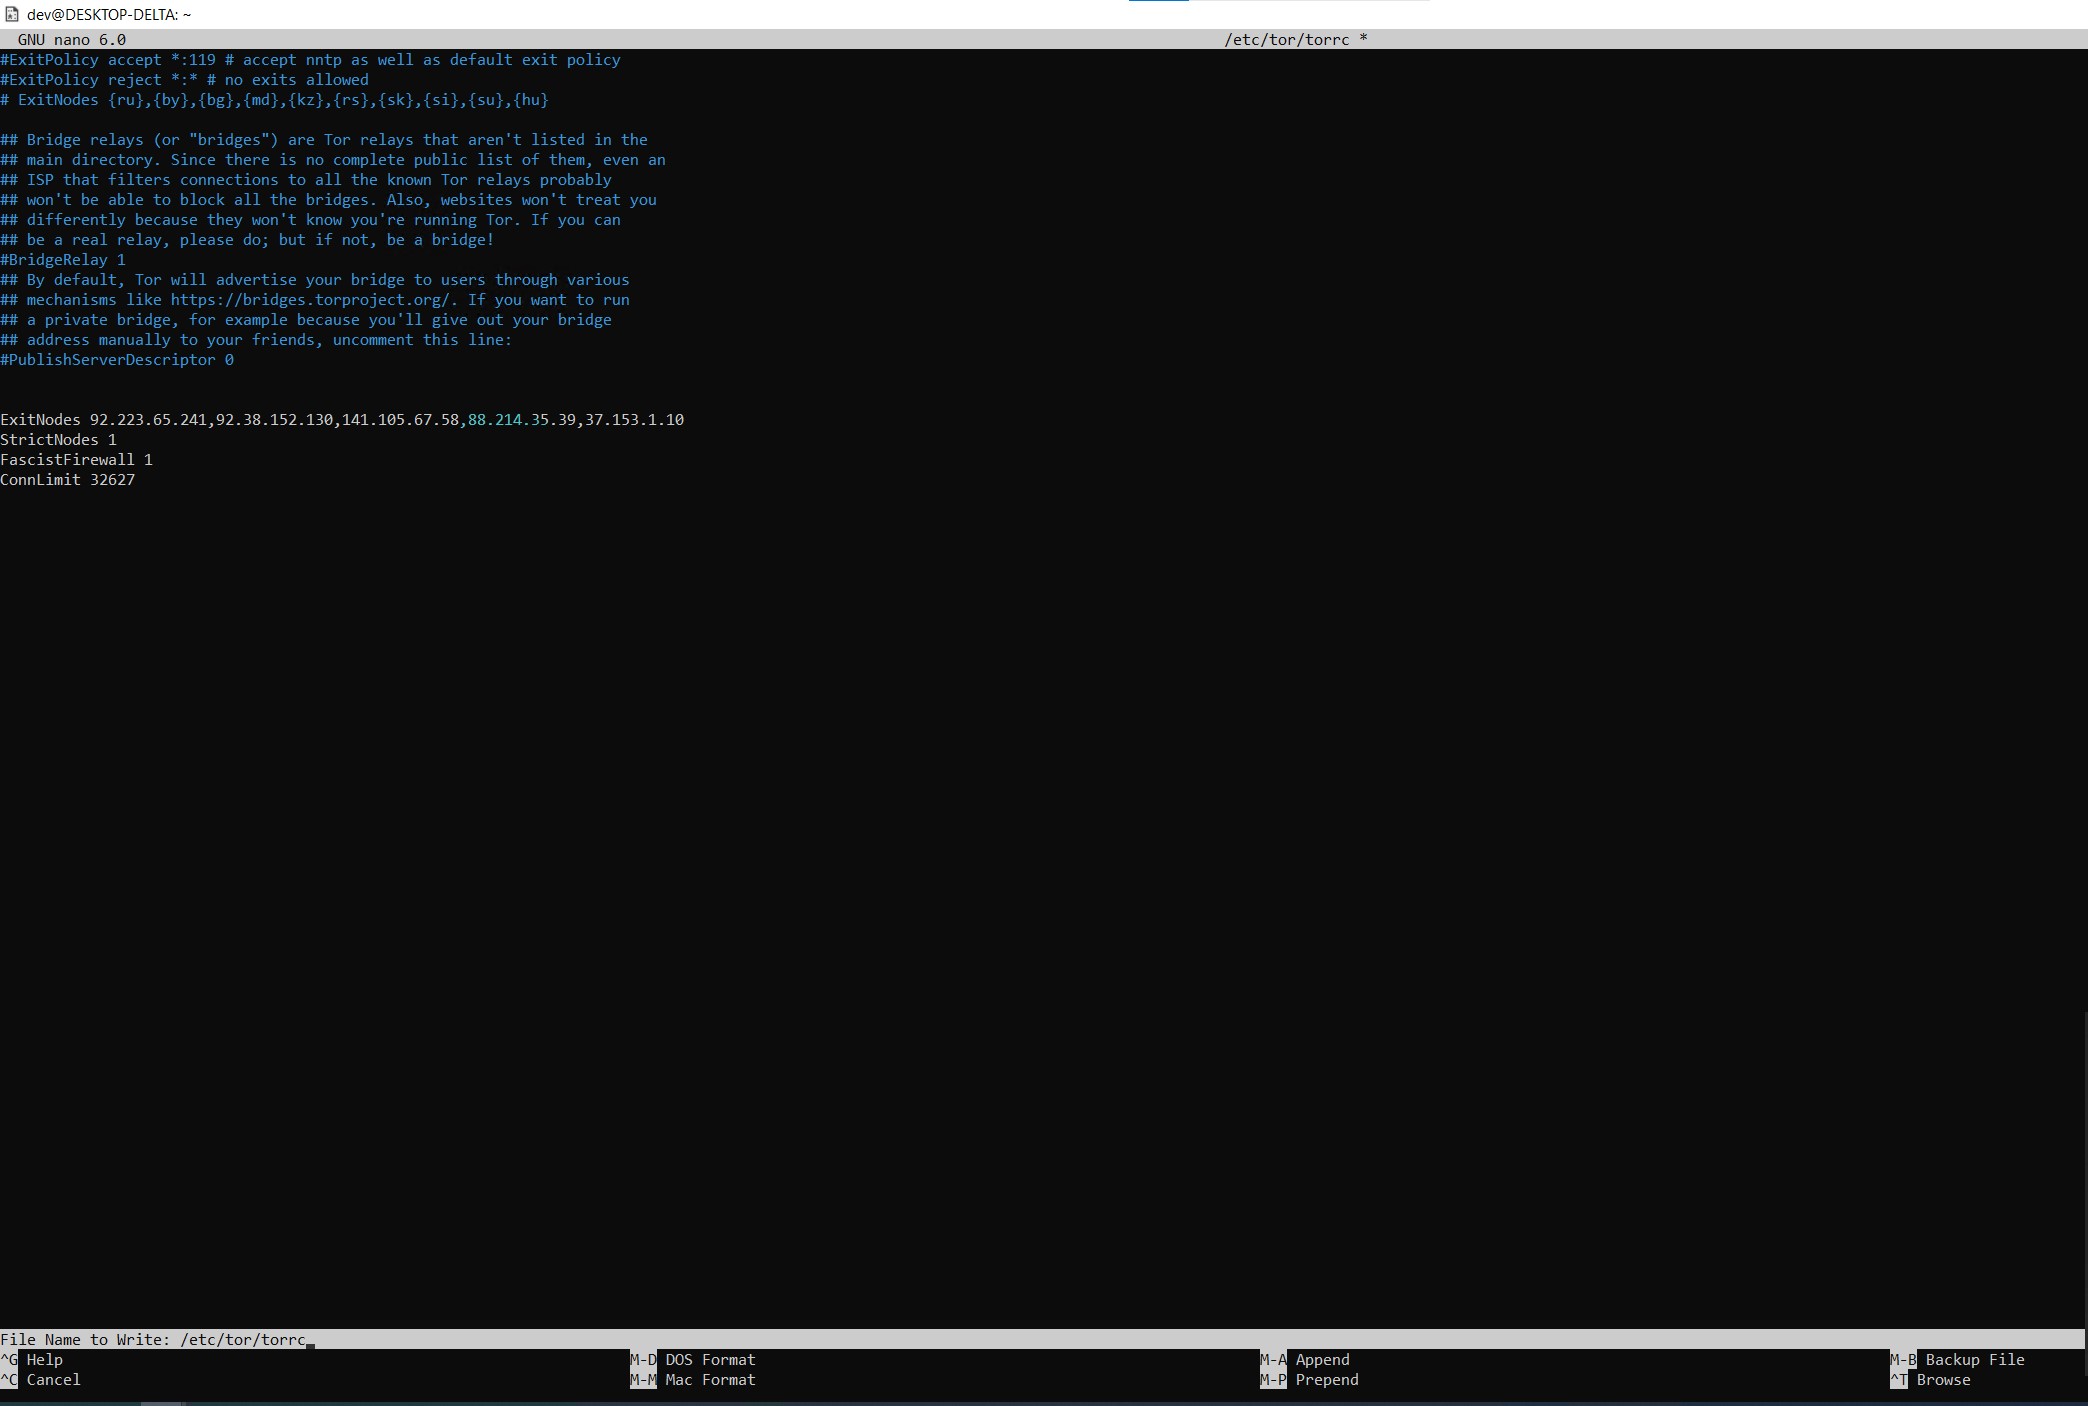 dev@DESKTOP-DELTA: ~
GNU nano 6.0 /etc/tor/torrc *
#ExitPolicy accept *:119 # accept nntp as well as default exit policy
#ExitPolicy reject *:* # no exits allowed
# ExitNodes {ru},{by},{bg},{md},{kz},{rs},{sk},{si},{su},{hu}
## Bridge relays (or "bridges") are Tor relays that aren't listed in the
## main directory. Since there is no complete public list of them, even an
## ISP that filters connections to all the known Tor relays probably
## won't be able to block all the bridges. Also, websites won't treat you
## differently because they won't know you're running Tor. If you can
## be a real relay, please do; but if not, be a bridge!
#BridgeRelay 1
## By default, Tor will advertise your bridge to users through various
## mechanisms like https://bridges.torproject.org/. If you want to run
## a private bridge, for example because you'll give out your bridge
## address manually to your friends, uncomment this line:
#PublishServerDescriptor 0
ExitNodes 92.223.65.241,92.38.152.130,141.105.67.58,88.214.35.39,37.153.1.10
StrictNodes 1
FascistFirewall 1
ConnLimit 32627
File Name to Write: /etc/tor/torrc
^G Help M-D DOS Format M-A Append M-B Backup File
^C Cancel M-M Mac Format M-P Prepend ^T Browse